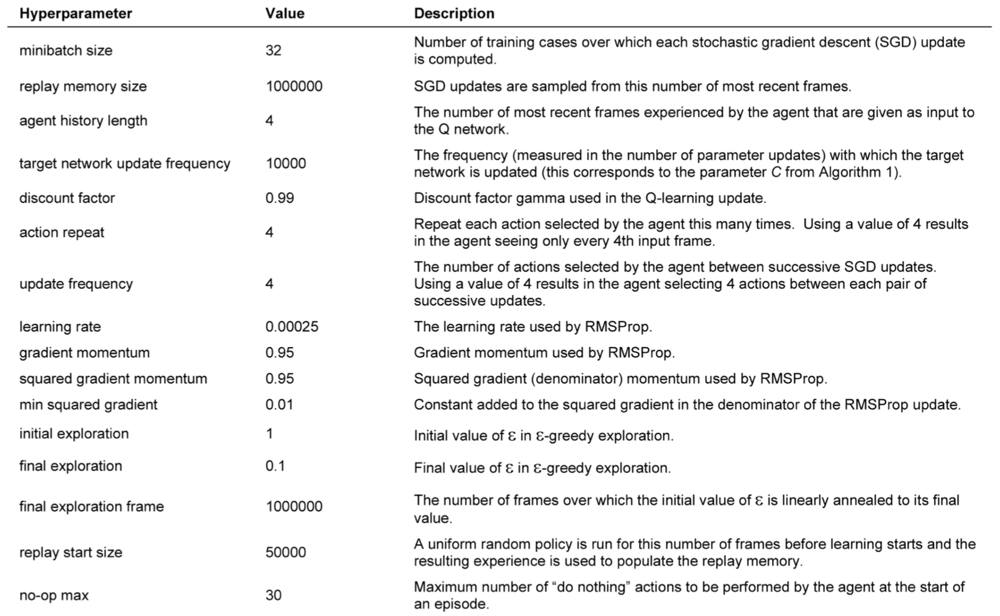 Hyperparameter Value Description
minibatch size 32 Number of training cases over which each stochastic gradient descent (SGD) update
is computed.
replay memory size 1000000 SGD updates are sampled from this number of most recent frames.
agent history length 4 The number of most recent frames experienced by the agent that are given as input to
the Q network.
target network update frequency 10000 The frequency (measured in the number of parameter updates) with which the target
network is updated (this corresponds to the parameter C from Algorithm 1).
discount factor 0.99 Discount factor gamma used in the Q-learning update.
action repeat 4 Repeat each action selected by the agent this many times.  Using a value of 4 results
in the agent seeing only every 4th input frame.
update frequency 4 The number of actions selected by the agent between successive SGD updates.
Using a value of 4 results in the agent selecting 4 actions between each pair of
successive updates.
learning rate 0.00025 The learning rate used by RMSProp.
gradient momentum 0.95 Gradient momentum used by RMSProp.
squared gradient momentum 0.95 Squared gradient (denominator) momentum used by RMSProp.
min squared gradient 0.01 Constant added to the squared gradient in the denominator of the RMSProp update.
initial exploration 1 Initial value of ε in ε-greedy exploration.
final exploration 0.1 Final value of ε in ε-greedy exploration.
final exploration frame 1000000 The number of frames over which the initial value of ε is linearly annealed to its final
value.
replay start size 50000 A uniform random policy is run for this number of frames before learning starts and the
resulting experience is used to populate the replay memory.
no-op max 30 Maximum number of “do nothing” actions to be performed by the agent at the start of
an episode.